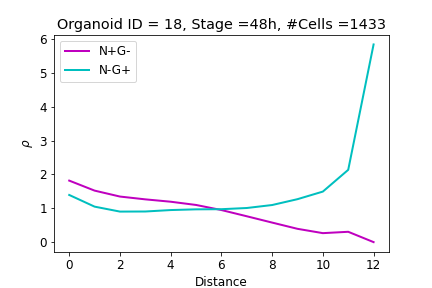 Organoid ID = 18, Stage =48h, #Cells =1433
6
5
4
3
2
1
0
ρ
N+G-
N-G+
0 2 4 6 8 10 12
Distance